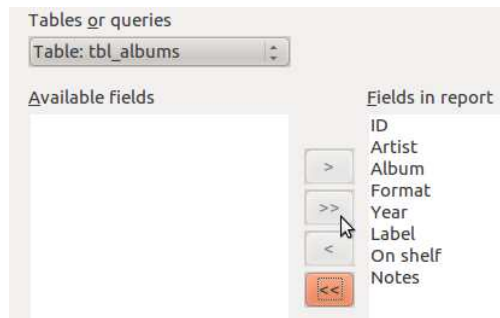 Tables or queries
Table: tbl_albums
Available fields
Fields in report
ID
Artist
Album
Format
Year
Label
On shelf
Notes
>
>>
<
<<